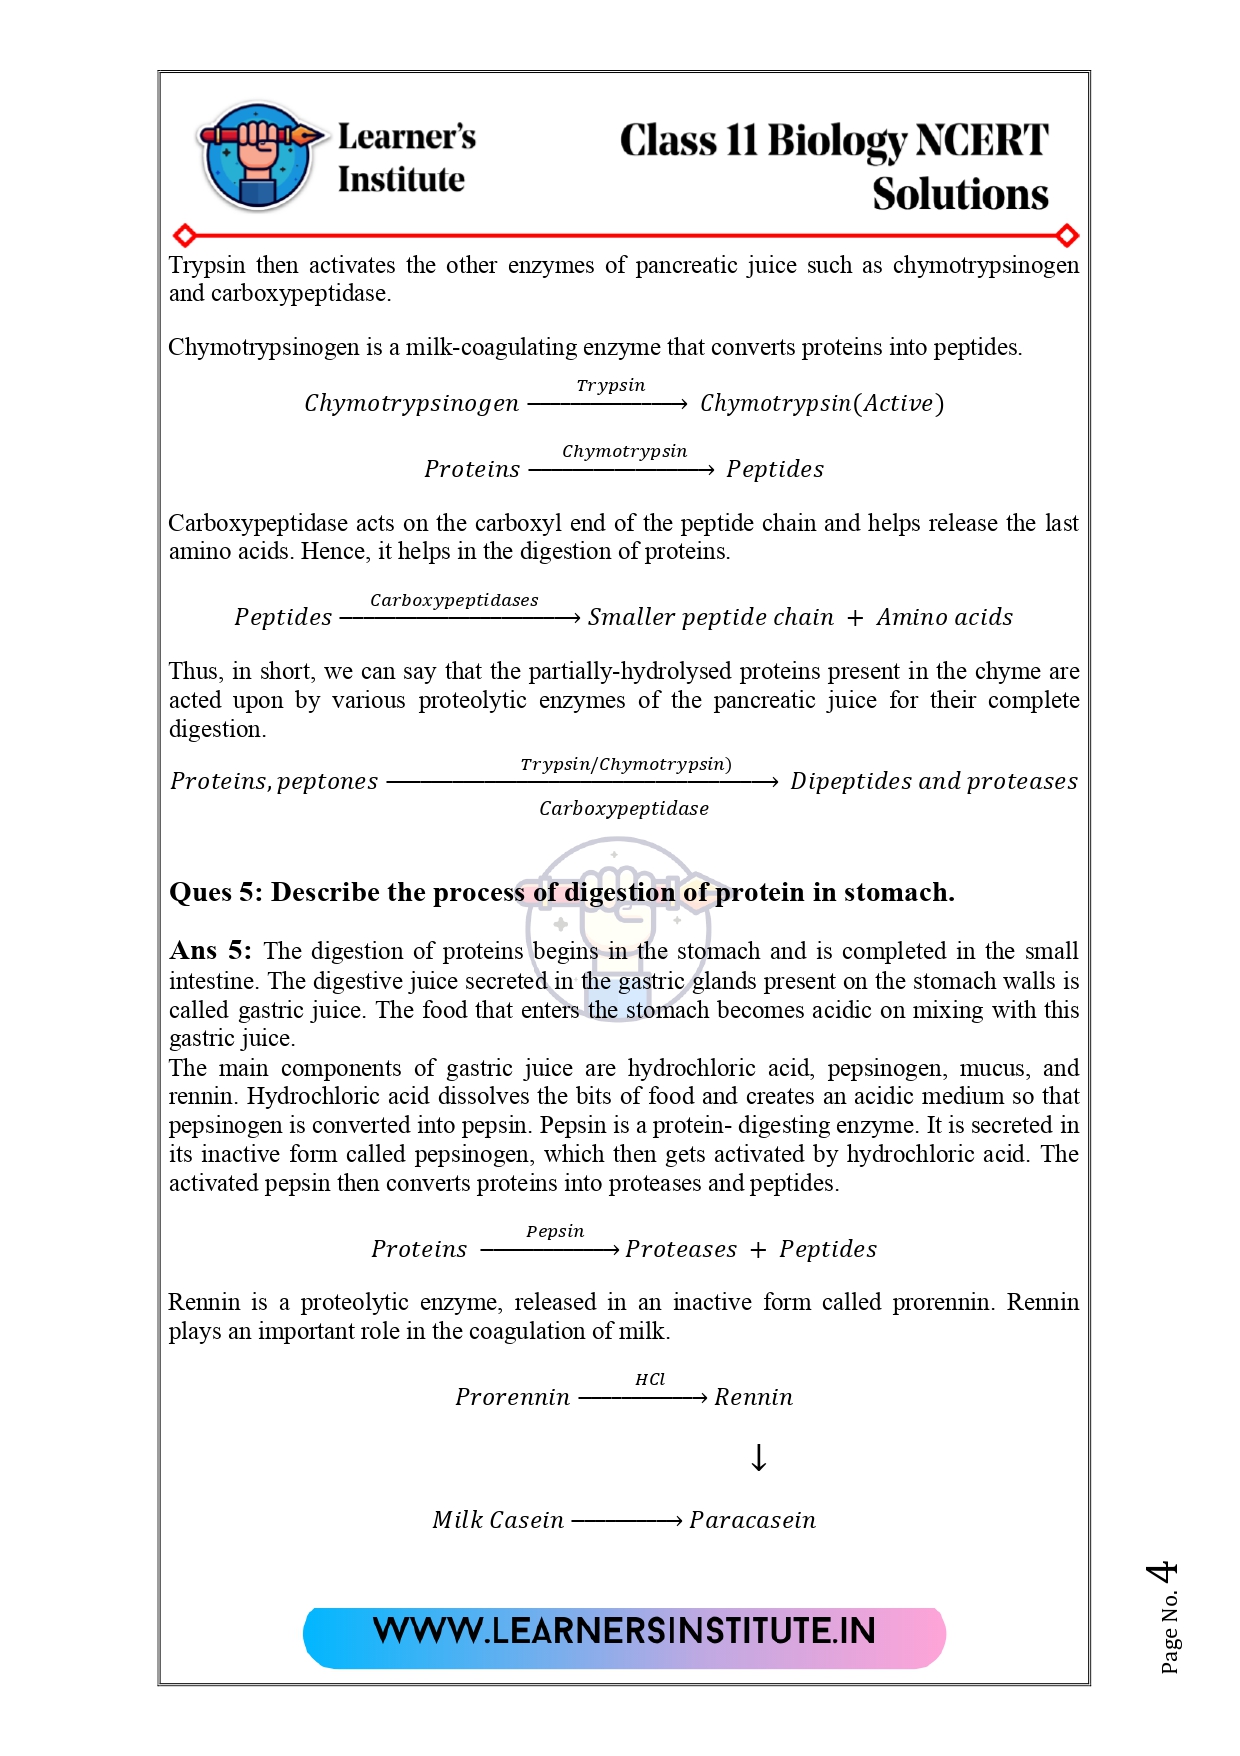 Learner's
Institute
Class 11 Biology NCERT
Solutions
Trypsin then activates the other enzymes of pancreatic juice such as chymotrypsinogen
and carboxypeptidase.
Chymotrypsinogen is a milk-coagulating enzyme that converts proteins into peptides.
Trypsin
Chymotrypsinogen ⟶ Chymotrypsin(Active)
Chymotrypsin
Proteins ⟶ Peptides
Carboxypeptidase acts on the carboxyl end of the peptide chain and helps release the last
amino acids. Hence, it helps in the digestion of proteins.
Carboxypeptidases
Peptides ⟶ Smaller peptide chain + Amino acids
Thus, in short, we can say that the partially-hydrolysed proteins present in the chyme are
acted upon by various proteolytic enzymes of the pancreatic juice for their complete
digestion.
Trypsin/Chymotrypsin)
Proteins, peptones ⟶ Dipeptides and proteases
Carboxypeptidase
Ques 5: Describe the process of digestion of protein in stomach.
Ans 5: The digestion of proteins begins in the stomach and is completed in the small
intestine. The digestive juice secreted in the gastric glands present on the stomach walls is
called gastric juice. The food that enters the stomach becomes acidic on mixing with this
gastric juice.
The main components of gastric juice are hydrochloric acid, pepsinogen, mucus, and
rennin. Hydrochloric acid dissolves the bits of food and creates an acidic medium so that
pepsinogen is converted into pepsin. Pepsin is a protein- digesting enzyme. It is secreted in
its inactive form called pepsinogen, which then gets activated by hydrochloric acid. The
activated pepsin then converts proteins into proteases and peptides.
Pepsin
Proteins ⟶ Proteases + Peptides
Rennin is a proteolytic enzyme, released in an inactive form called prorennin. Rennin
plays an important role in the coagulation of milk.
HCl
Prorennin ⟶ Rennin
↓
Milk Casein ⟶ Paracasein
WWW.LEARNERSINSTITUTE.IN
Page No. 4